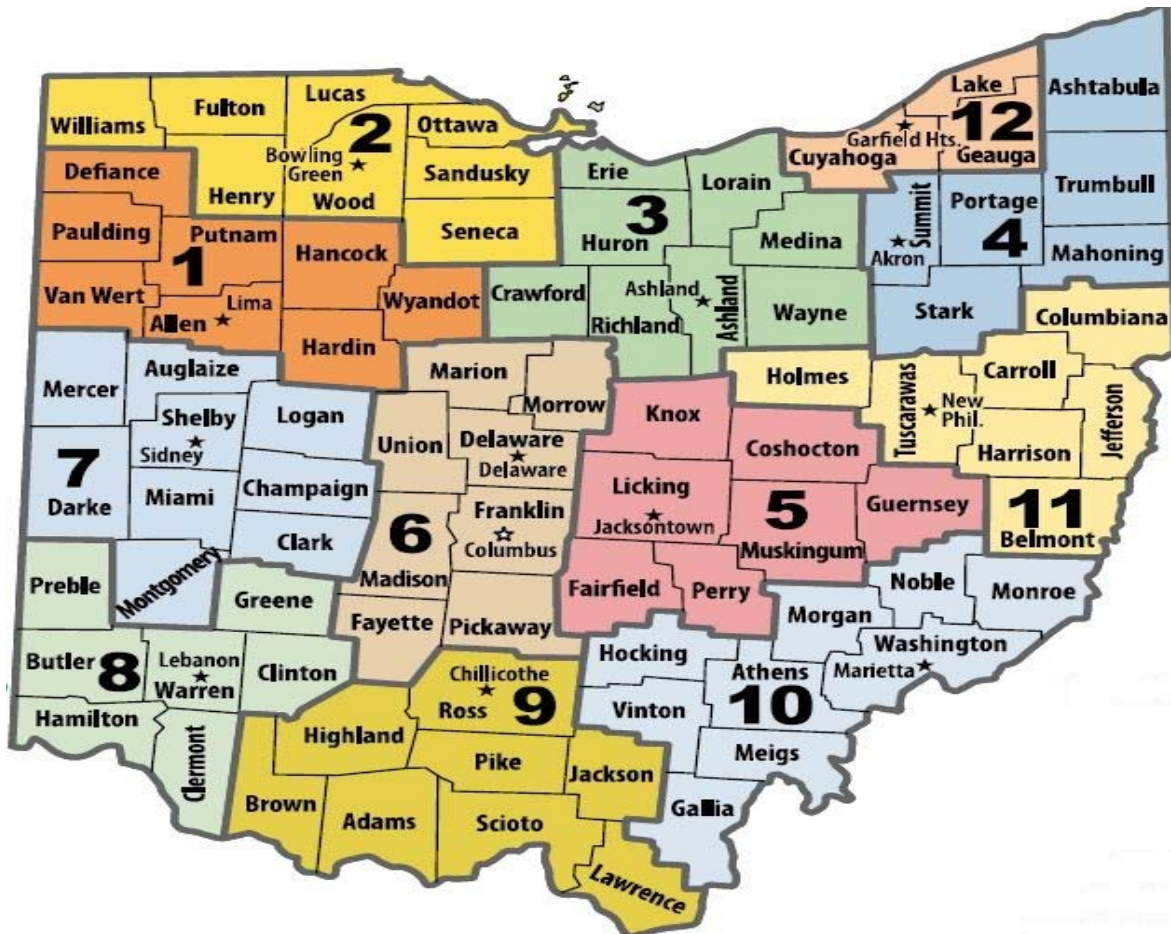 Lake
Ashtabula
Lucas
Fulton
12
Williams
2
Ottawa
Garfield Hts.
Cuyahoga
Geauga
Bowling
Green
Defiance
Sandusky
Erie
Lorain
Trumbull
Henry
Wood
Summit
Portage
3
4
Paulding
Putnam
Seneca
Huron
Medina
Akron
Mahoning
1
Hancock
Van Wert
Lima
Wyandot
Crawford
Ashland
Ashland
Allen
Richland
Wayne
Stark
Columbiana
Hardin
Mercer
Auglaize
Marion
Holmes
Carroll
Shelby
Logan
Morrow
Knox
Tuscarawas
New
Phil.
Jefferson
Sidney
Union
Delaware
Delaware
Coshocton
Harrison
7
Darke
Miami
Champaign
Licking
Guernsey
Franklin
Jacksontown
5
11
Clark
6
Columbus
Muskingum
Belmont
Preble
Montgomery
Madison
Fairfield
Perry
Noble
Monroe
Greene
Fayette
Pickaway
Morgan
Washington
Butler
Lebanon
Clinton
Hocking
Athens
Marietta
8
Warren
Chillicothe
Hamilton
Ross
9
Vinton
10
Clermont
Highland
Meigs
Pike
Jackson
Brown
Adams
Scioto
Gallia
Lawrence